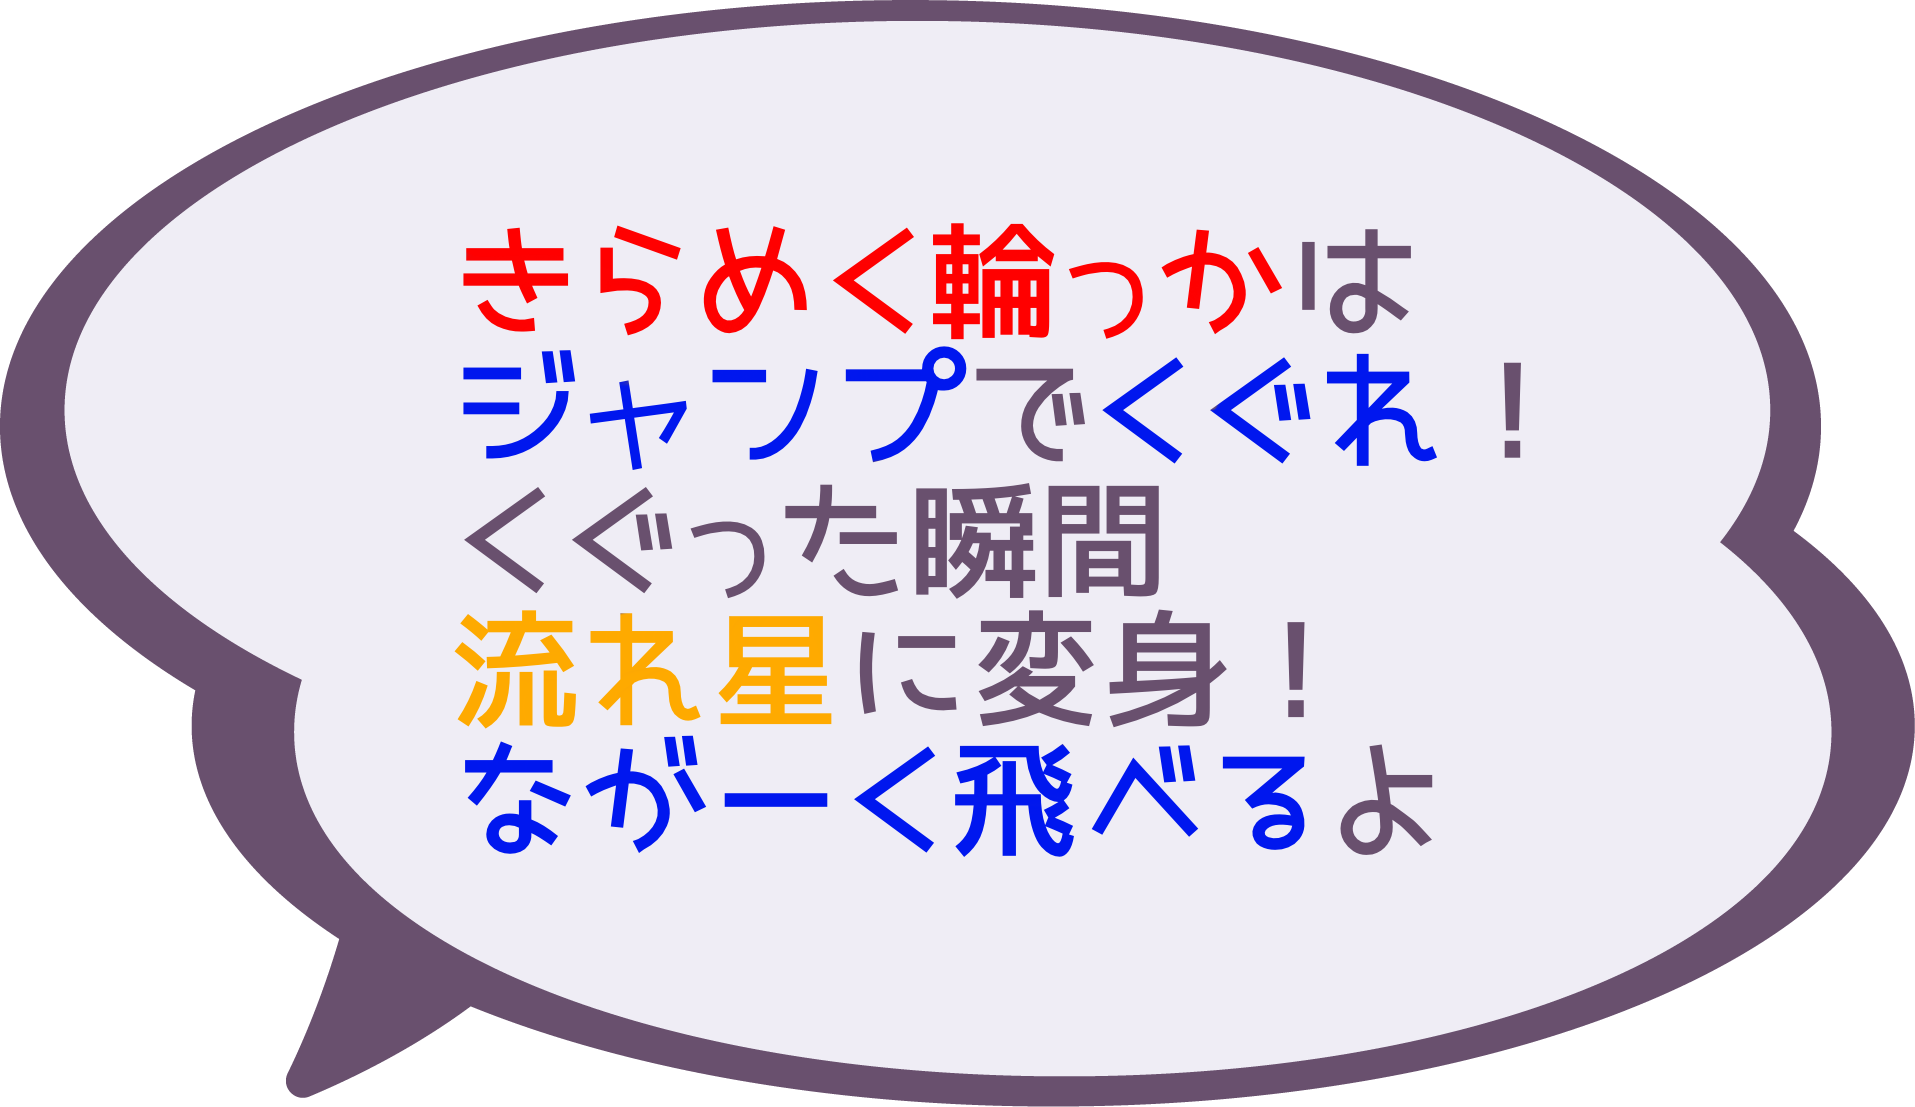 きらめく輪っかは
ジャンプでくぐれ！
くぐった瞬間
流れ星に変身！
ながーく飛べるよ